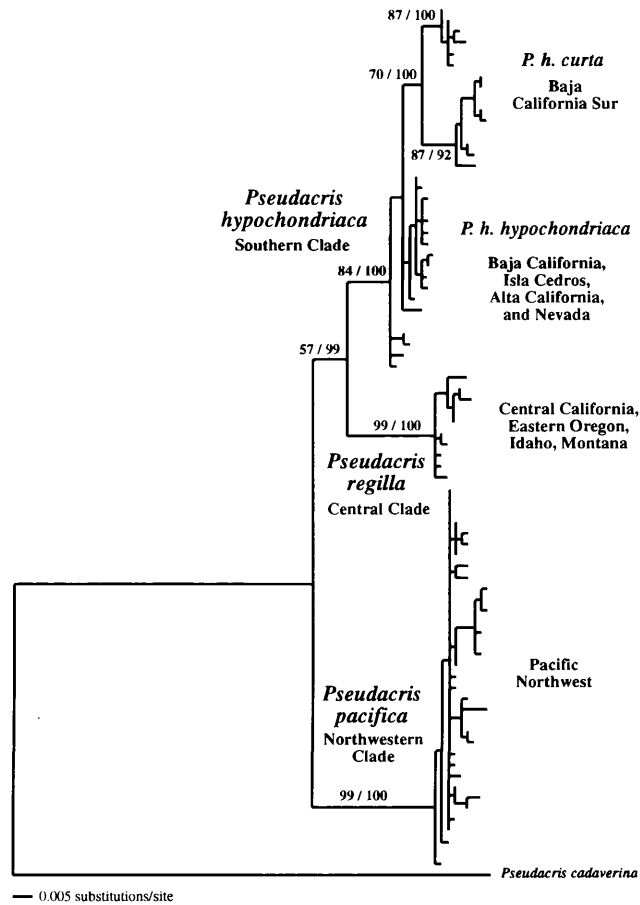 87 / 100
P. h. curta
70 / 100
Baja
California Sur
87 / 92
Pseudacris
hypochondriaca
Southern Clade
P. h. hypochondriaca
84 / 100
Baja California,
Isla Cedros,
Alta California,
and Nevada
57 / 99
99 / 100
Central California,
Eastern Oregon,
Idaho, Montana
Pseudacris
regilla
Central Clade
Pacific
Northwest
Pseudacris
pacifica
Northwestern
Clade
99 / 100
Pseudacris cadaverina
0.005 substitutions/site